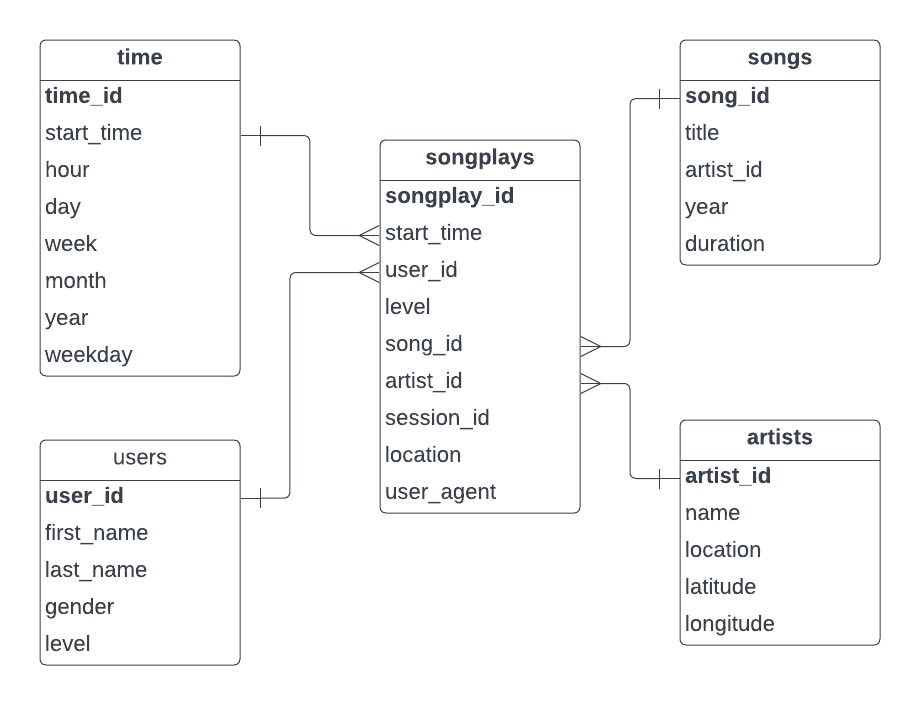 time
time_id
start_time
hour
day
week
month
year
weekday
users
user_id
first_name
last_name
gender
level
songplays
songplay_id
start_time
user_id
level
song_id
artist_id
session_id
location
user_agent
songs
song_id
title
artist_id
year
duration
artists
artist_id
name
location
latitude
longitude